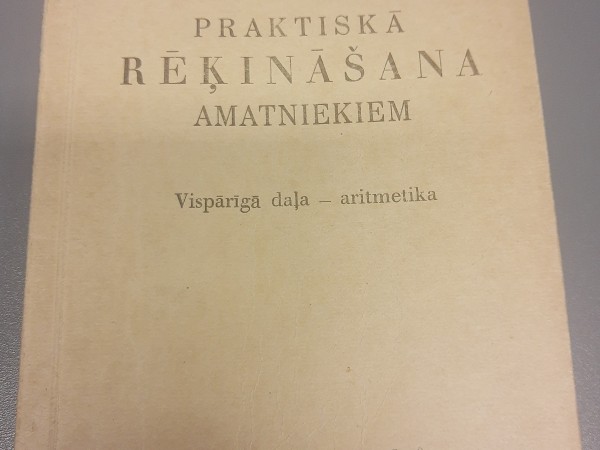 PRAKTISKĀ
RĒĶINĀŠANA
AMATNIEKIEM
Vispārīgā daļa – aritmetika